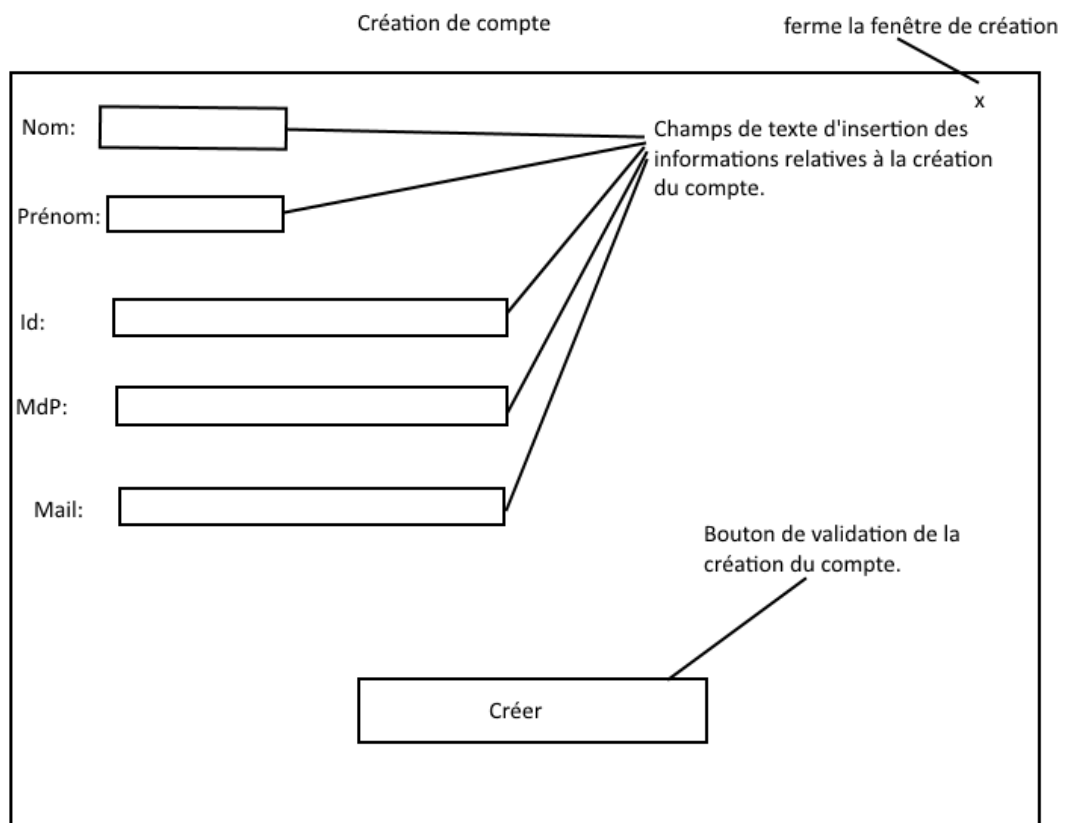 Création de compte
ferme la fenêtre de création
x
Nom:
Champs de texte d'insertion des
informations relatives à la création
du compte.
Prénom:
Id:
MdP:
Mail:
Bouton de validation de la
création du compte.
Créer